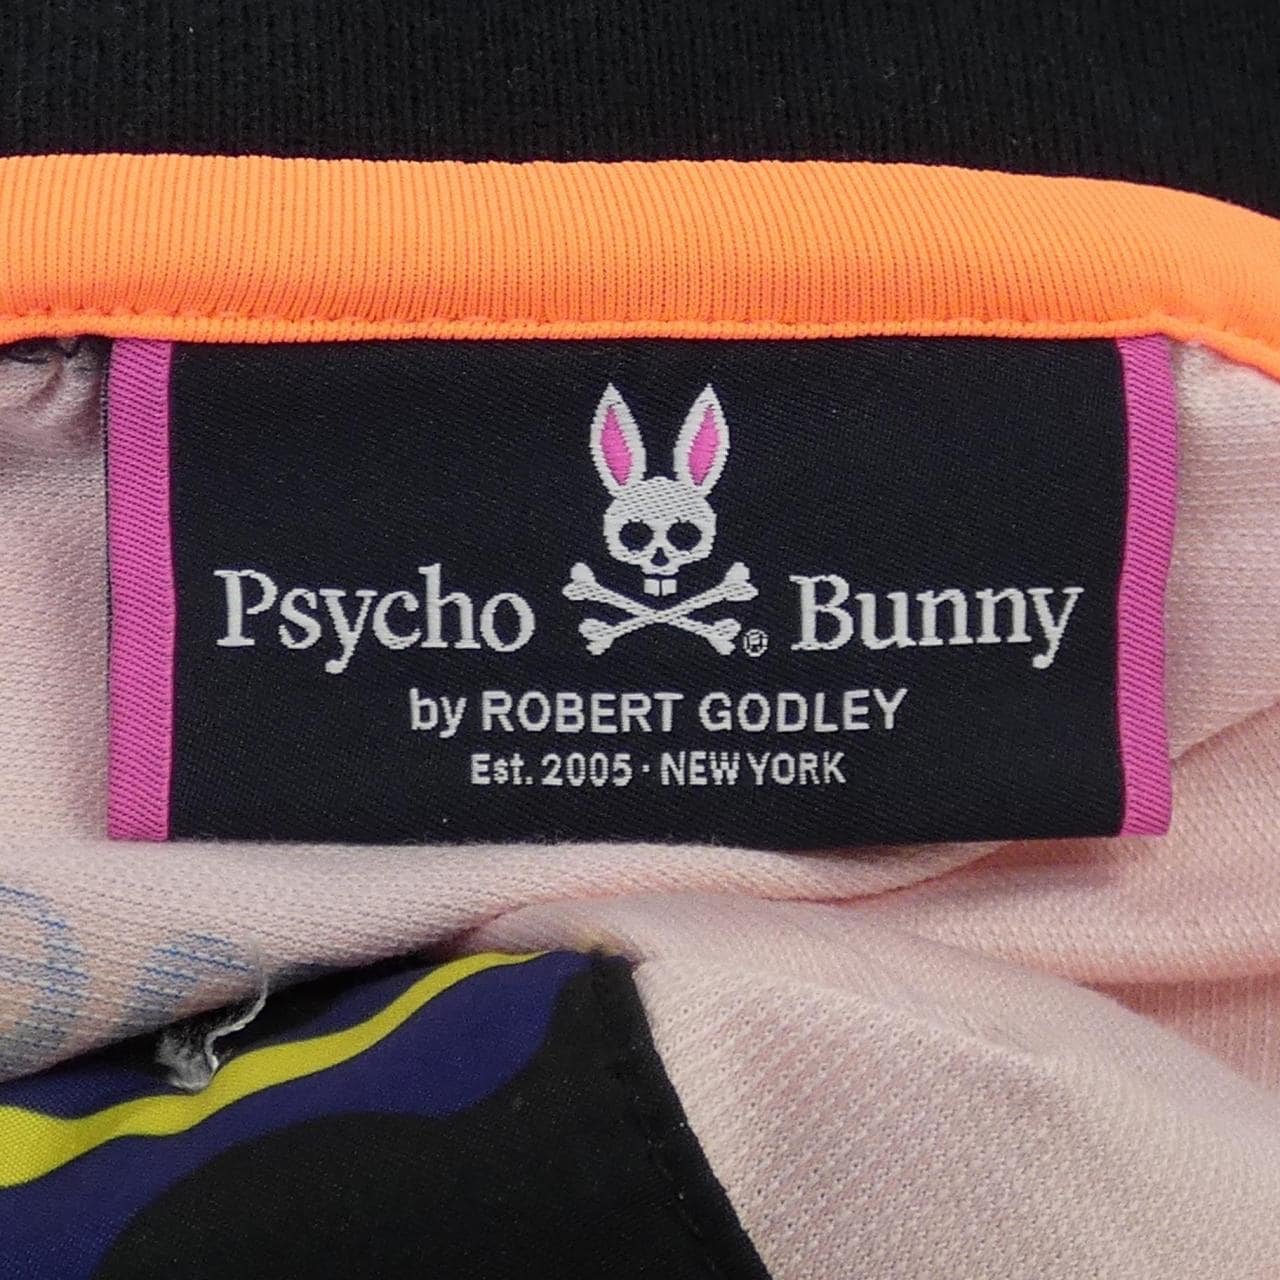 Psycho Bunny
®
by ROBERT GODLEY
Est. 2005 · NEW YORK